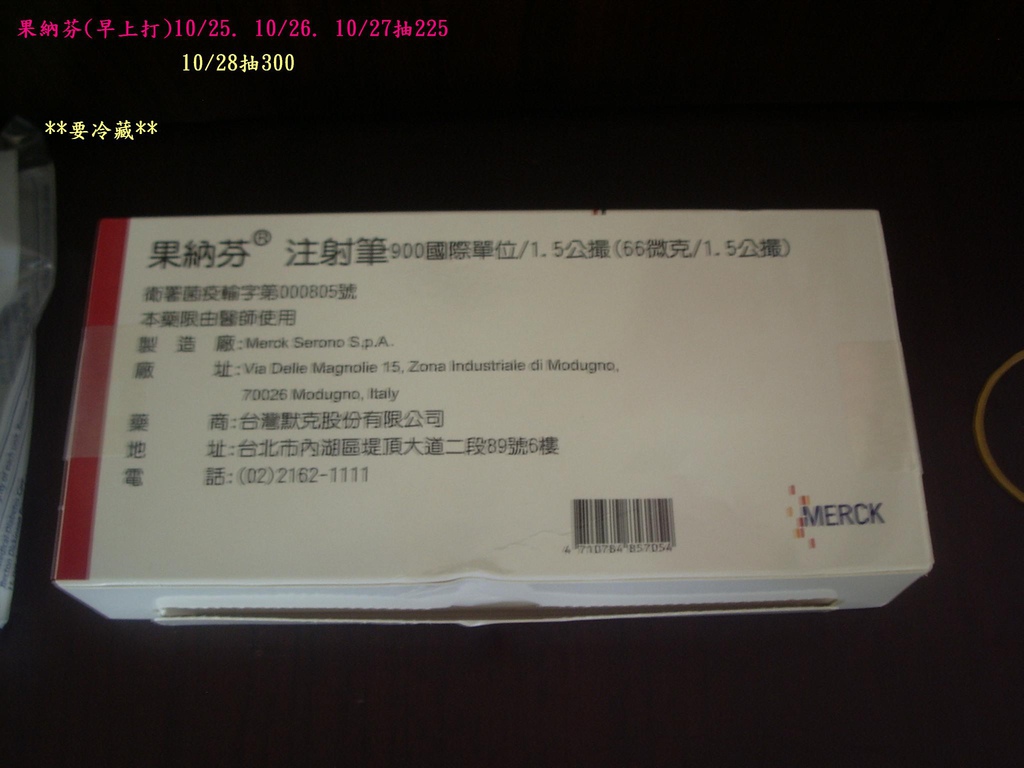 果納芬(早上打)10/25. 10/26. 10/27抽225
10/28抽300
**要冷藏**
果納芬® 注射筆900國際單位/1.5公撮(66微克/1.5公撮)
衛署菌疫輸字第000805號
本藥限由醫師使用
製 造 廠:Merck Serono S.p.A.
廠 址:Via Delle Magnolie 15, Zona Industriale di Modugno,
70026 Modugno, Italy
藥 商:台灣默克股份有限公司
地 址:台北市內湖區堤頂大道二段89號6樓
電 話:(02)2162-1111
4 710784 857054
MERCK